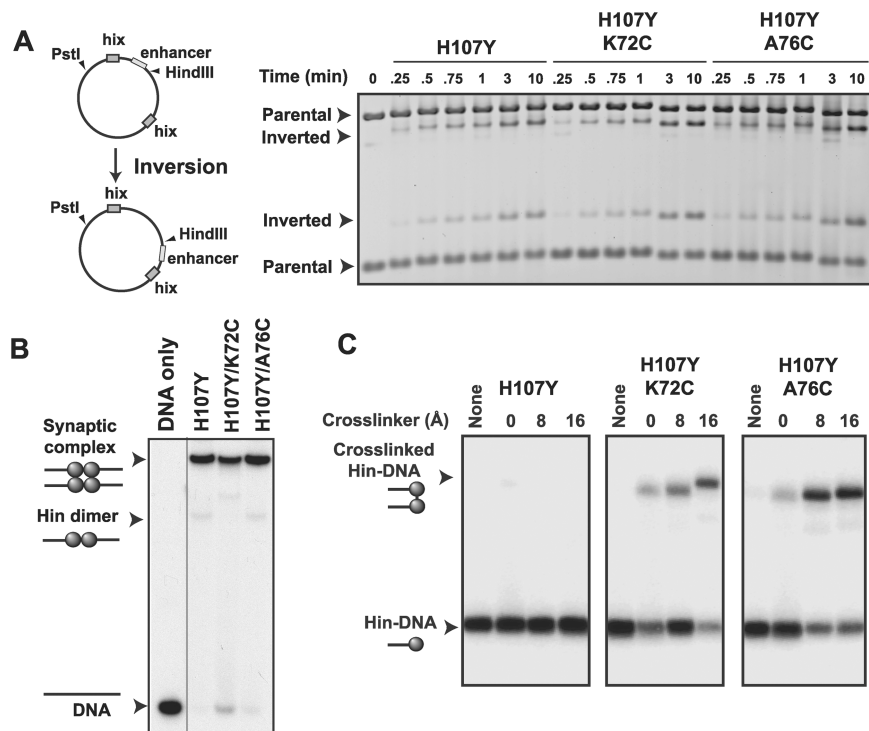 A
hix
PstI
enhancer
HindIII
hix
Inversion
hix
PstI
HindIII
enhancer
hix
H107Y
H107Y
K72C
H107Y
A76C
Time (min) 0 .25 .5 .75 1 3 10 .25 .5 .75 1 3 10 .25 .5 .75 1 3 10
Parental
Inverted
Inverted
Parental
B
DNA only
H107Y
H107Y/K72C
H107Y/A76C
Synaptic
complex
Hin dimer
DNA
C
None
H107Y
None
H107Y
K72C
None
H107Y
A76C
Crosslinker (Å) 0 8 16 0 8 16 0 8 16
Crosslinked
Hin-DNA
Hin-DNA